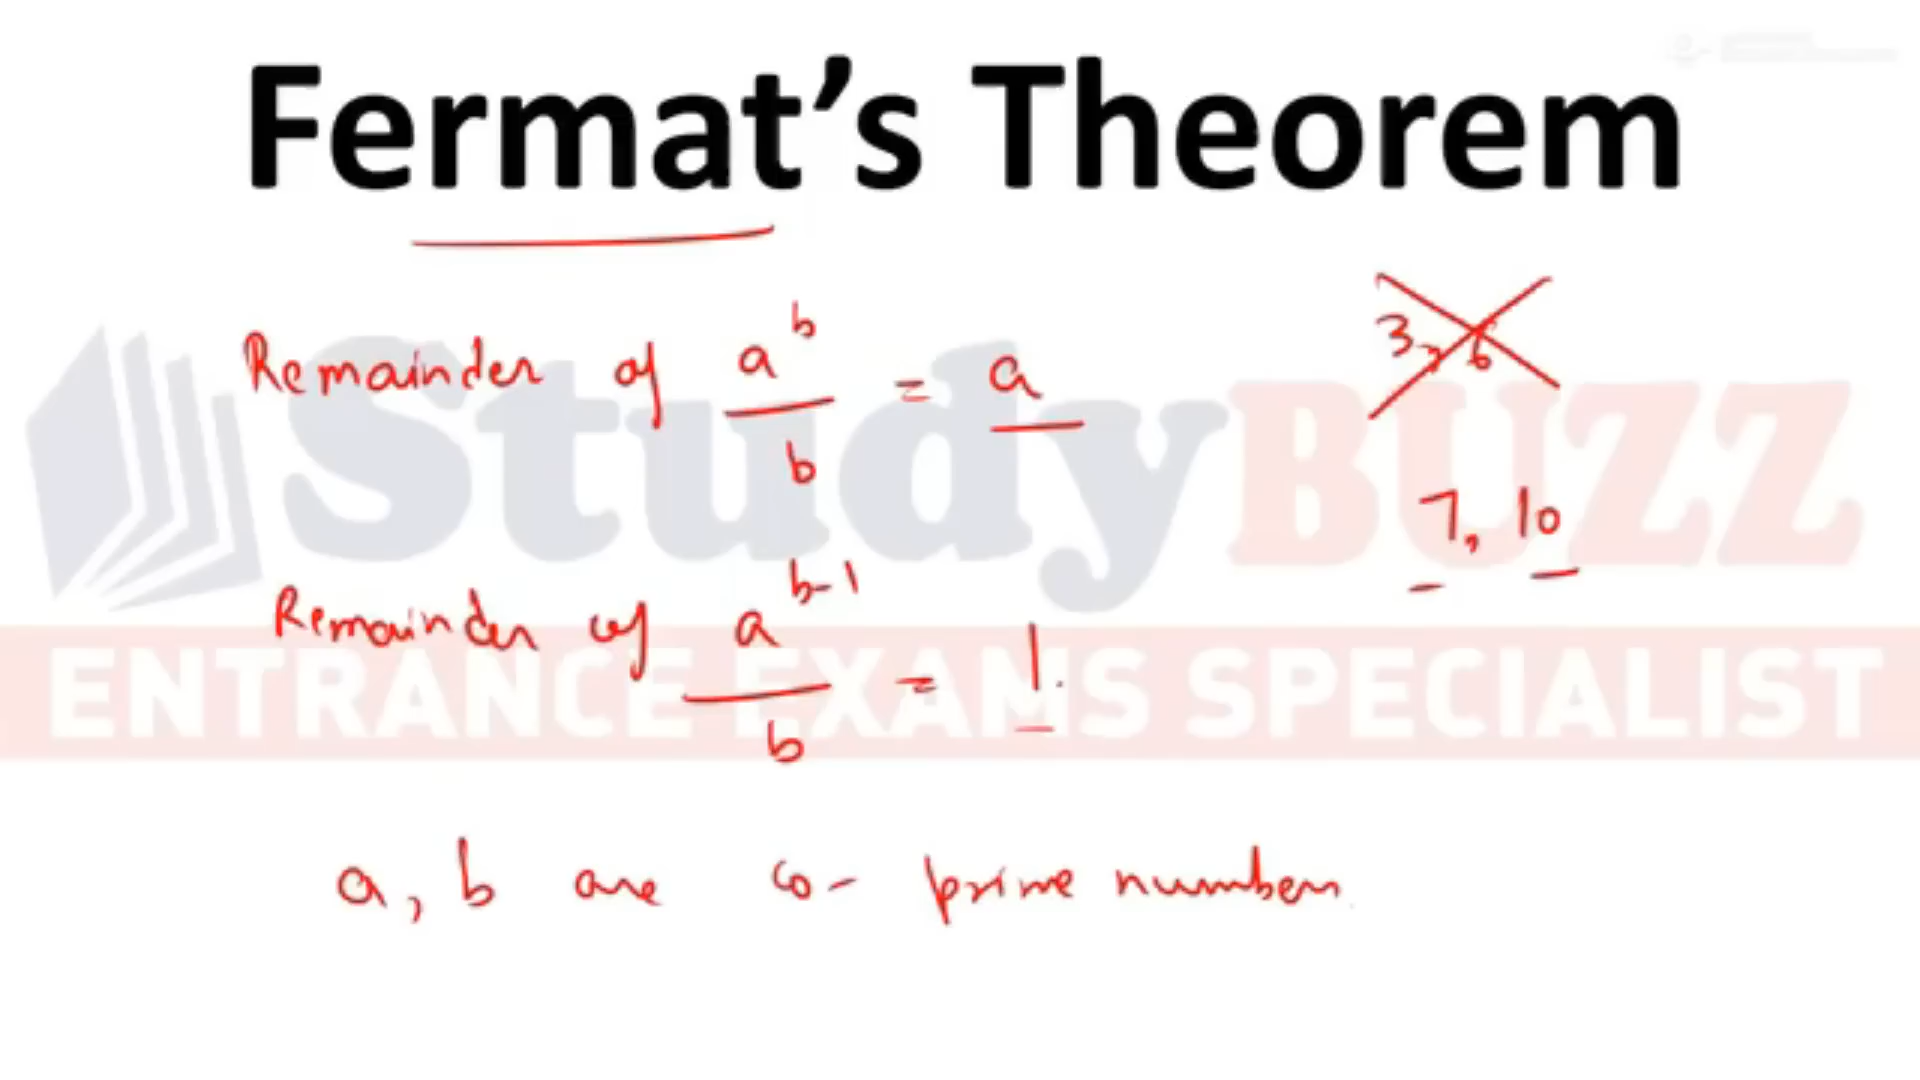 Fermat's Theorem
Remainder of a^b / b = a
3, 6
7, 10
Remainder of a^b-1 / b = 1.
a, b are co-prime numbers
StudyBUZZ
ENTRANCE EXAMS SPECIALIST